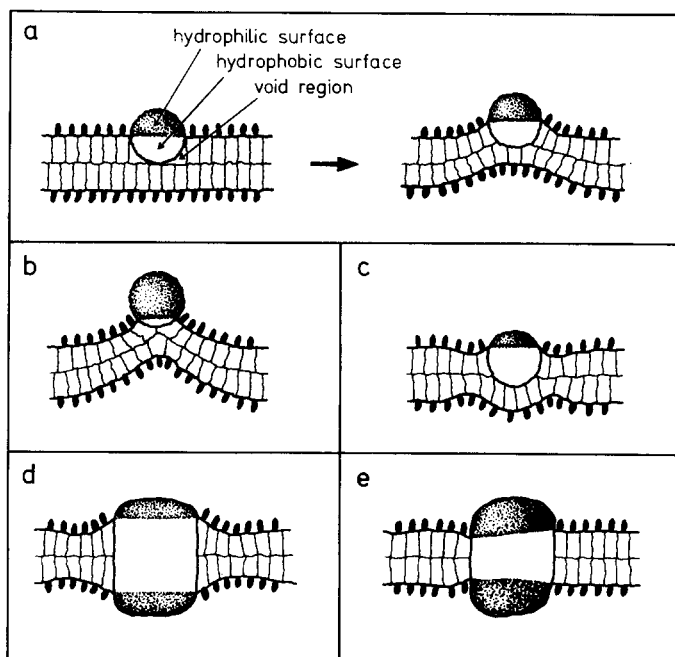 a
hydrophilic surface
hydrophobic surface
void region
b
c
d
e